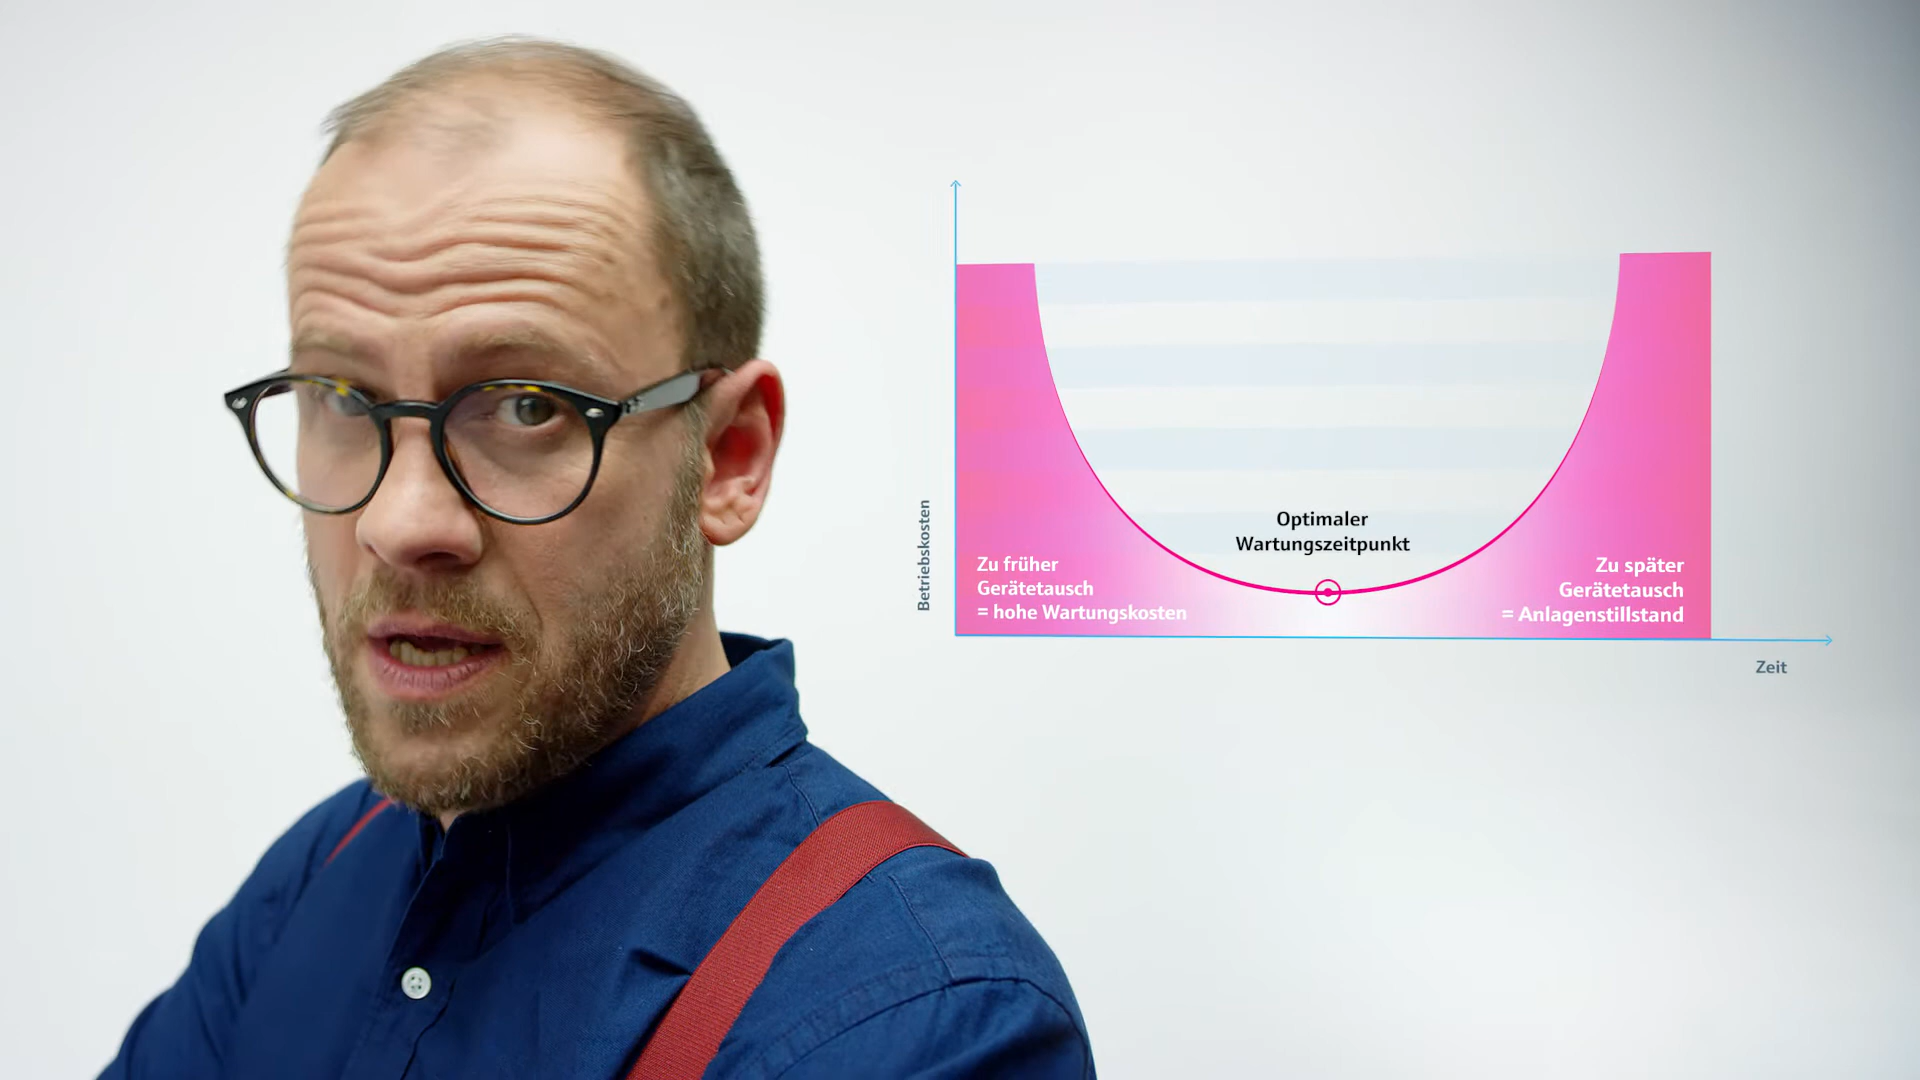 Betriebskosten
Optimaler
Wartungszeitpunkt
Zu früher
Gerätetausch
= hohe Wartungskosten
Zu später
Gerätetausch
= Anlagenstillstand
Zeit